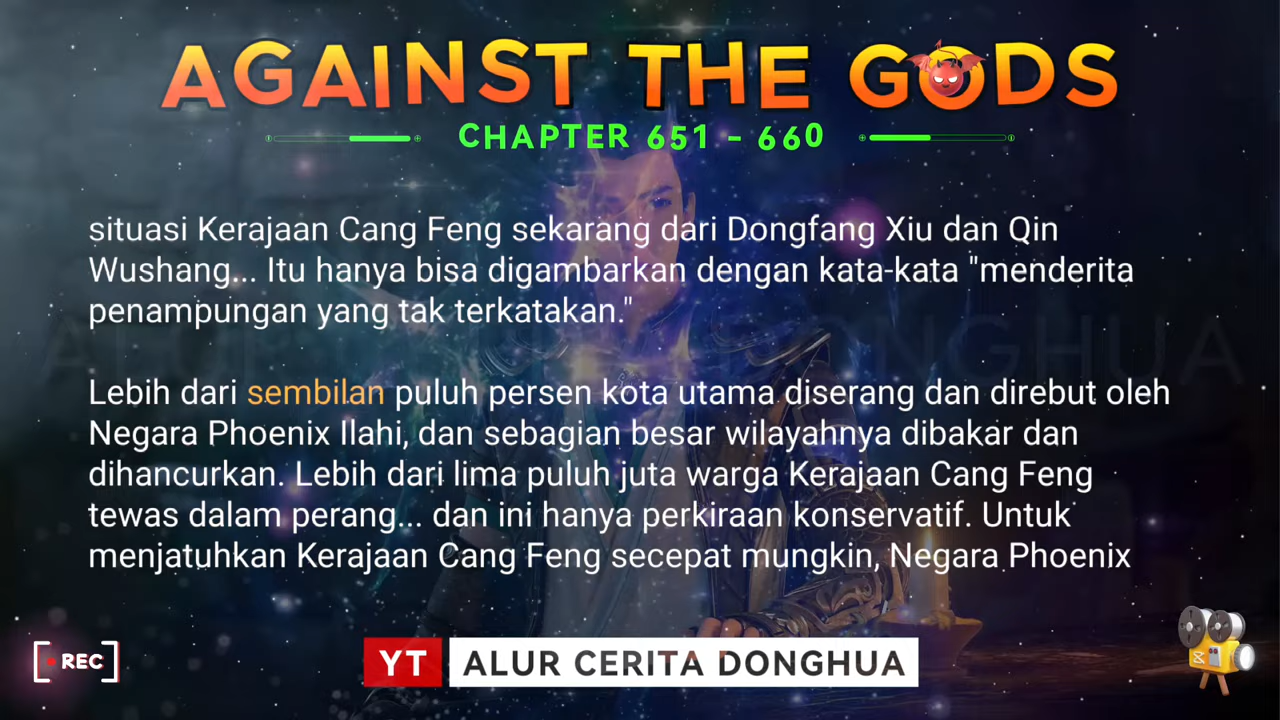 AGAINST THE GODS
CHAPTER 651 - 660
situasi Kerajaan Cang Feng sekarang dari Dongfang Xiu dan Qin
Wushang... Itu hanya bisa digambarkan dengan kata-kata "menderita
penampungan yang tak terkatakan."
ALUR CERITA DONGHUA
Lebih dari sembilan puluh persen kota utama diserang dan direbut oleh
Negara Phoenix Ilahi, dan sebagian besar wilayahnya dibakar dan
dihancurkan. Lebih dari lima puluh juta warga Kerajaan Cang Feng
tewas dalam perang... dan ini hanya perkiraan konservatif. Untuk
menjatuhkan Kerajaan Cang Feng secepat mungkin, Negara Phoenix
REC
YT ALUR CERITA DONGHUA